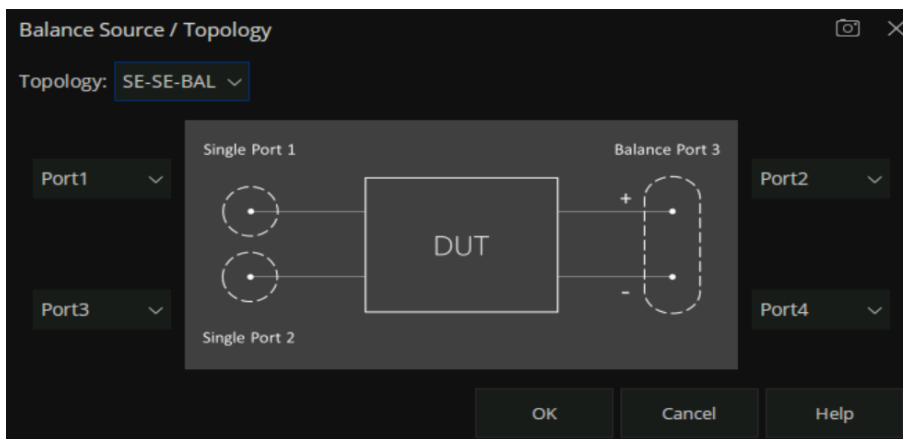 Balance Source / Topology
Topology: SE-SE-BAL
Single Port 1
Balance Port 3
Port1
Port2
+
DUT
-
Port3
Port4
Single Port 2
OK
Cancel
Help